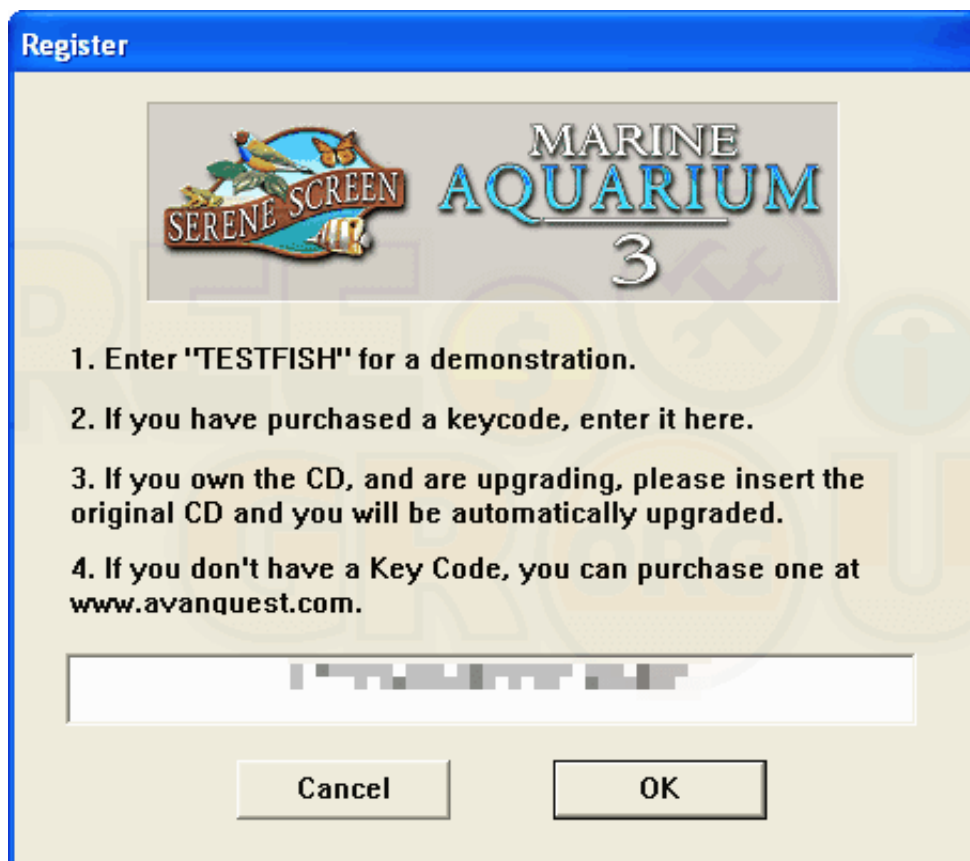 Register
SERENE SCREEN
MARINE
AQUARIUM
3
1. Enter "TESTFISH" for a demonstration.
2. If you have purchased a keycode, enter it here.
3. If you own the CD, and are upgrading, please insert the
original CD and you will be automatically upgraded.
4. If you don't have a Key Code, you can purchase one at
www.avanquest.com.
Cancel
OK